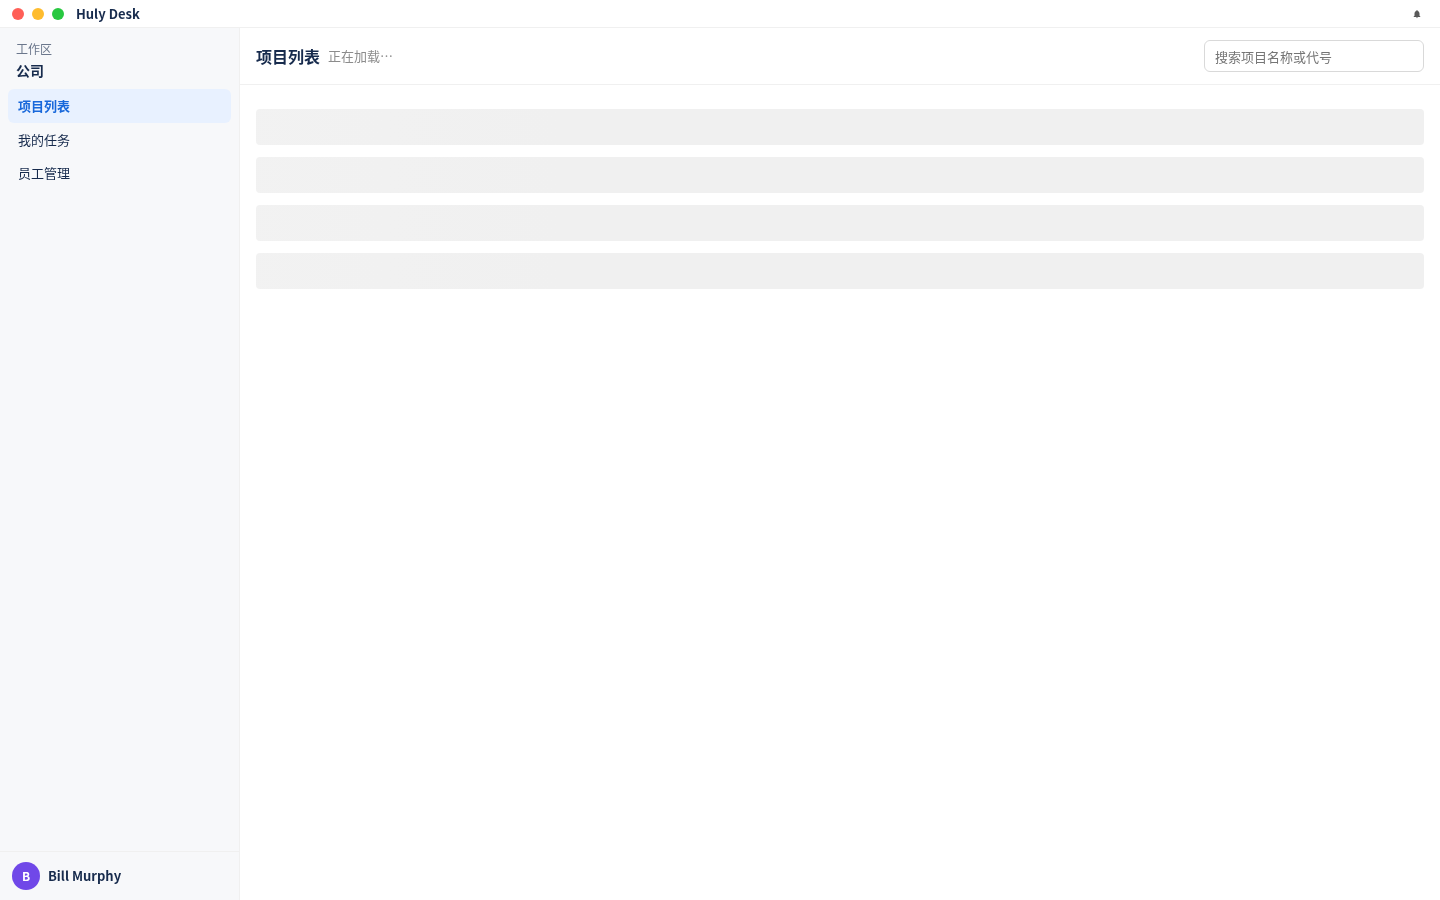 Huly Desk
工作区
公司
项目列表
我的任务
员工管理
B
Bill Murphy
项目列表
正在加载…
搜索项目名称或代号